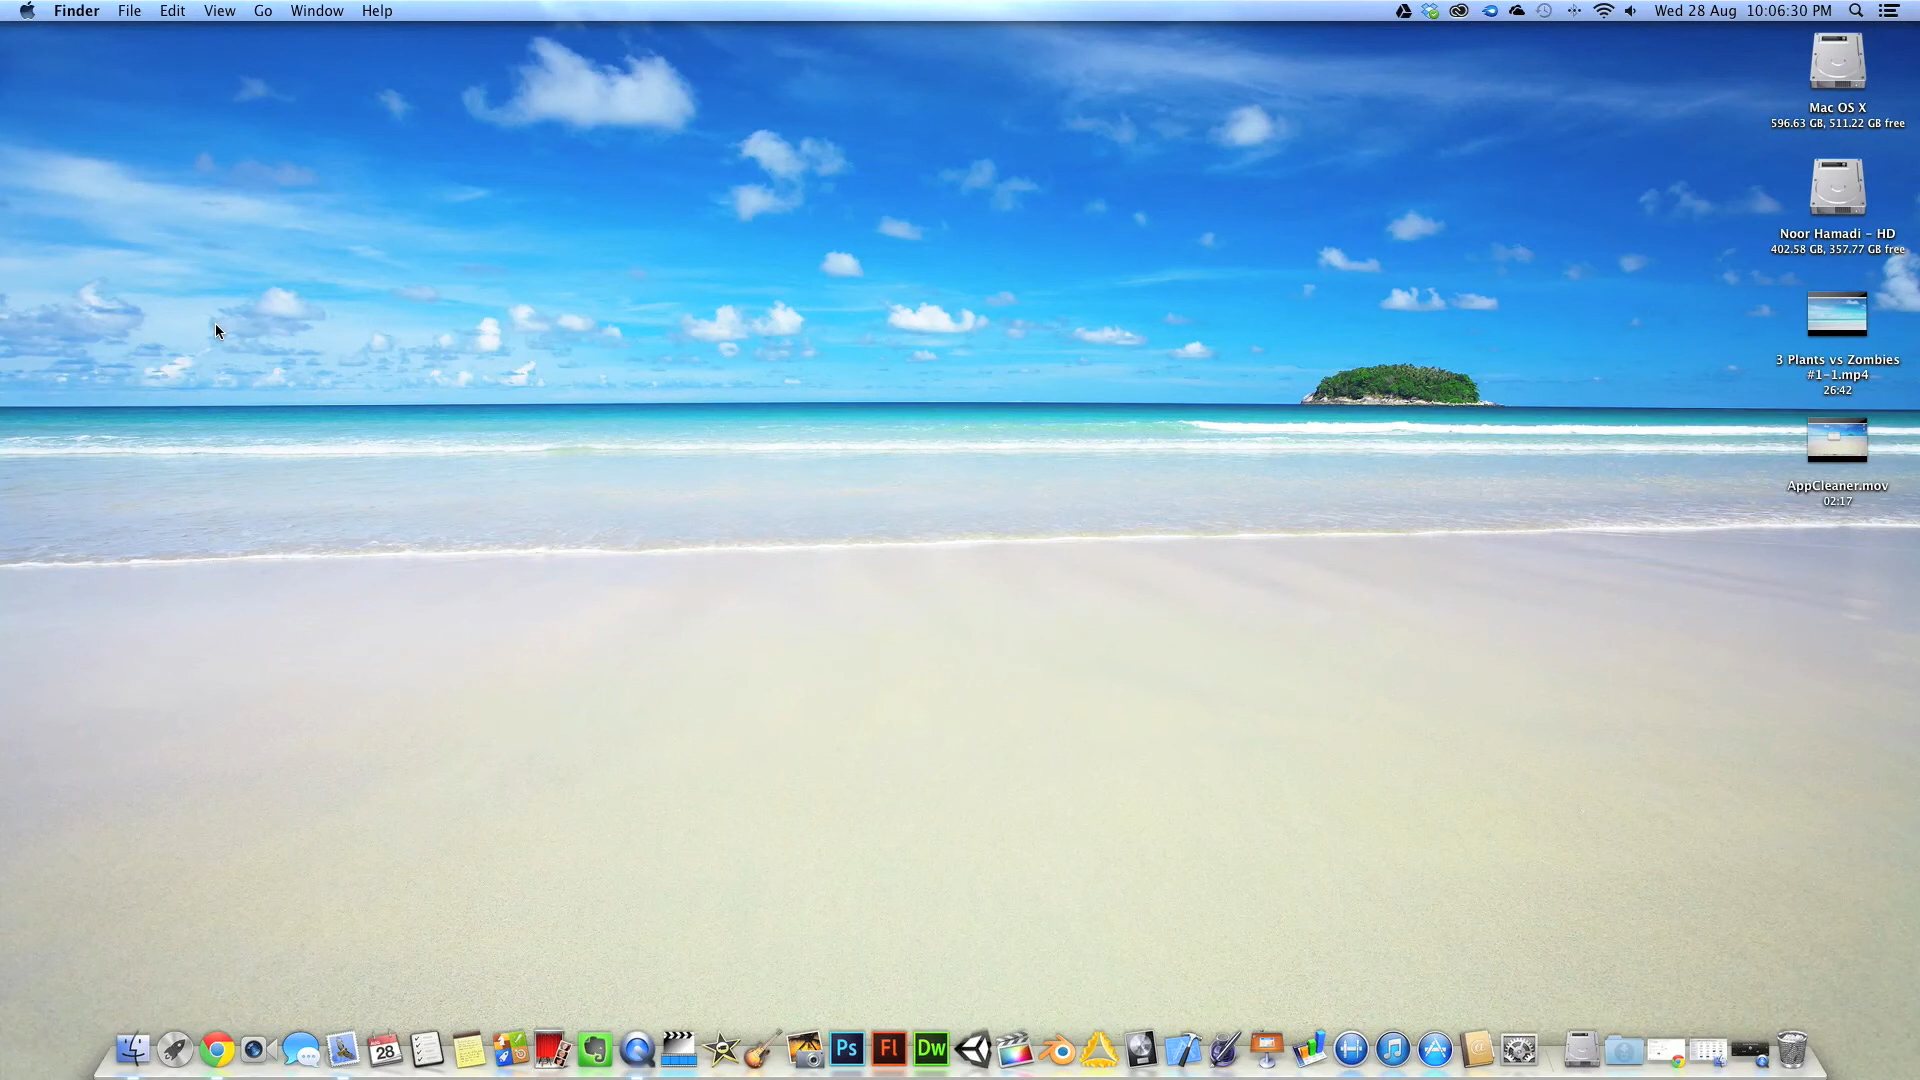 Finder File Edit View Go Window Help Wed 28 Aug 10:06:30 PM
Mac OS X
596.63 GB, 511.22 GB free
Noor Hamadi - HD
402.58 GB, 357.77 GB free
3 Plants vs Zombies
#1-1.mp4
26:42
AppCleaner.mov
02:17
28
Ps Fl Dw